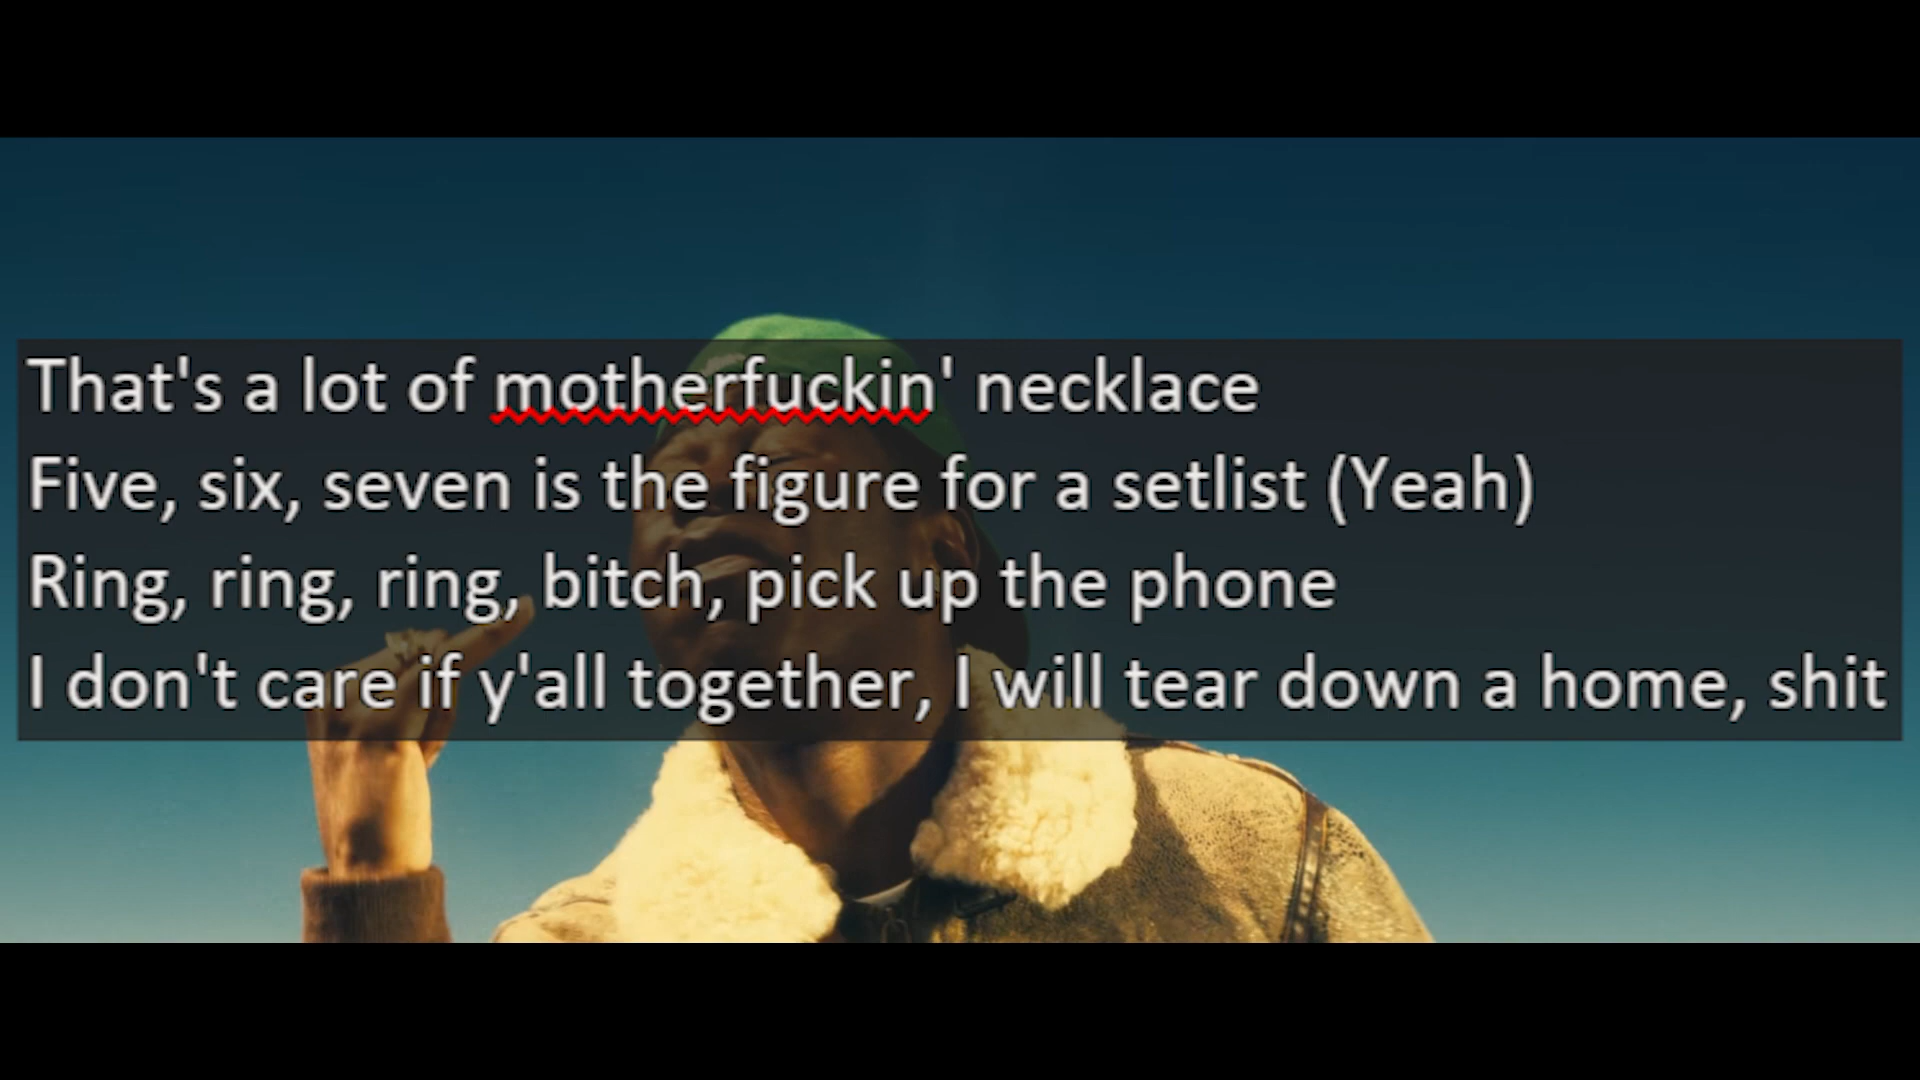 That's a lot of motherfuckin' necklace
Five, six, seven is the figure for a setlist (Yeah)
Ring, ring, ring, bitch, pick up the phone
I don't care if y'all together, I will tear down a home, shit